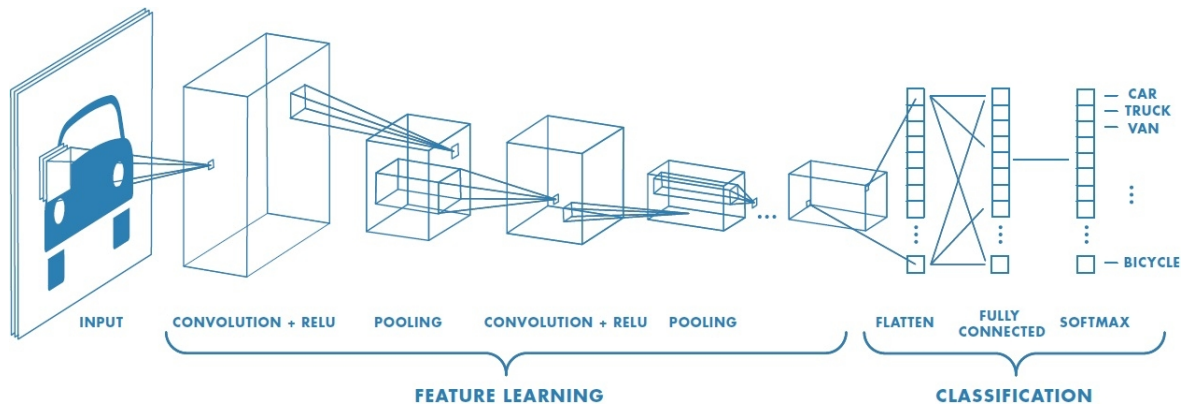 CAR
TRUCK
VAN
BICYCLE
INPUT
CONVOLUTION + RELU
POOLING
CONVOLUTION + RELU
POOLING
FLATTEN
FULLY
CONNECTED
SOFTMAX
FEATURE LEARNING
CLASSIFICATION